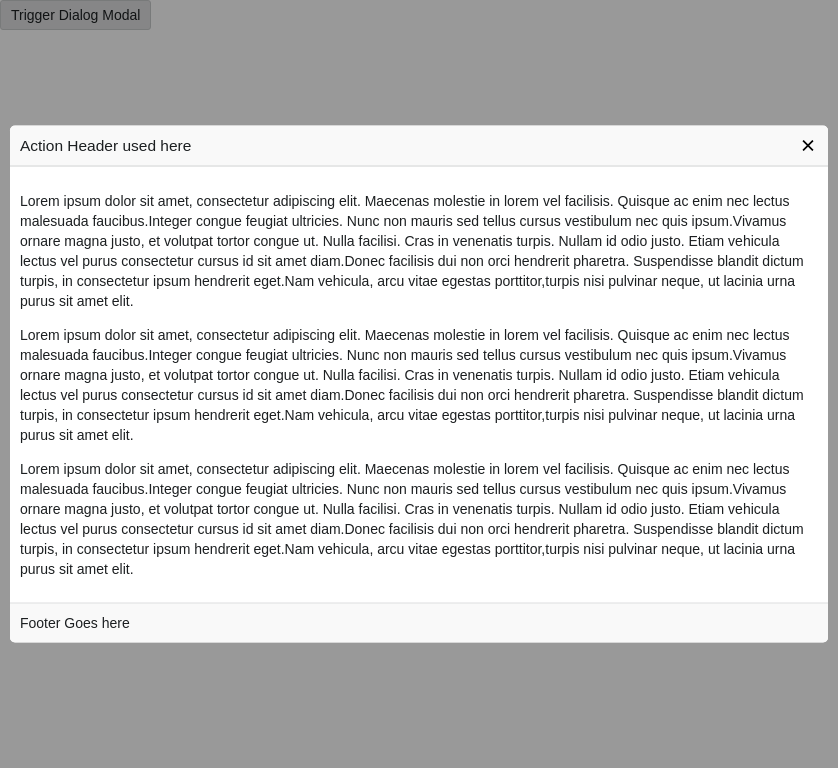 Trigger Dialog Modal
Action Header used here
Lorem ipsum dolor sit amet, consectetur adipiscing elit. Maecenas molestie in lorem vel facilisis. Quisque ac enim nec lectus
malesuada faucibus.Integer congue feugiat ultricies. Nunc non mauris sed tellus cursus vestibulum nec quis ipsum.Vivamus
ornare magna justo, et volutpat tortor congue ut. Nulla facilisi. Cras in venenatis turpis. Nullam id odio justo. Etiam vehicula
lectus vel purus consectetur cursus id sit amet diam.Donec facilisis dui non orci hendrerit pharetra. Suspendisse blandit dictum
turpis, in consectetur ipsum hendrerit eget.Nam vehicula, arcu vitae egestas porttitor,turpis nisi pulvinar neque, ut lacinia urna
purus sit amet elit.
Lorem ipsum dolor sit amet, consectetur adipiscing elit. Maecenas molestie in lorem vel facilisis. Quisque ac enim nec lectus
malesuada faucibus.Integer congue feugiat ultricies. Nunc non mauris sed tellus cursus vestibulum nec quis ipsum.Vivamus
ornare magna justo, et volutpat tortor congue ut. Nulla facilisi. Cras in venenatis turpis. Nullam id odio justo. Etiam vehicula
lectus vel purus consectetur cursus id sit amet diam.Donec facilisis dui non orci hendrerit pharetra. Suspendisse blandit dictum
turpis, in consectetur ipsum hendrerit eget.Nam vehicula, arcu vitae egestas porttitor,turpis nisi pulvinar neque, ut lacinia urna
purus sit amet elit.
Lorem ipsum dolor sit amet, consectetur adipiscing elit. Maecenas molestie in lorem vel facilisis. Quisque ac enim nec lectus
malesuada faucibus.Integer congue feugiat ultricies. Nunc non mauris sed tellus cursus vestibulum nec quis ipsum.Vivamus
ornare magna justo, et volutpat tortor congue ut. Nulla facilisi. Cras in venenatis turpis. Nullam id odio justo. Etiam vehicula
lectus vel purus consectetur cursus id sit amet diam.Donec facilisis dui non orci hendrerit pharetra. Suspendisse blandit dictum
turpis, in consectetur ipsum hendrerit eget.Nam vehicula, arcu vitae egestas porttitor,turpis nisi pulvinar neque, ut lacinia urna
purus sit amet elit.
Footer Goes here